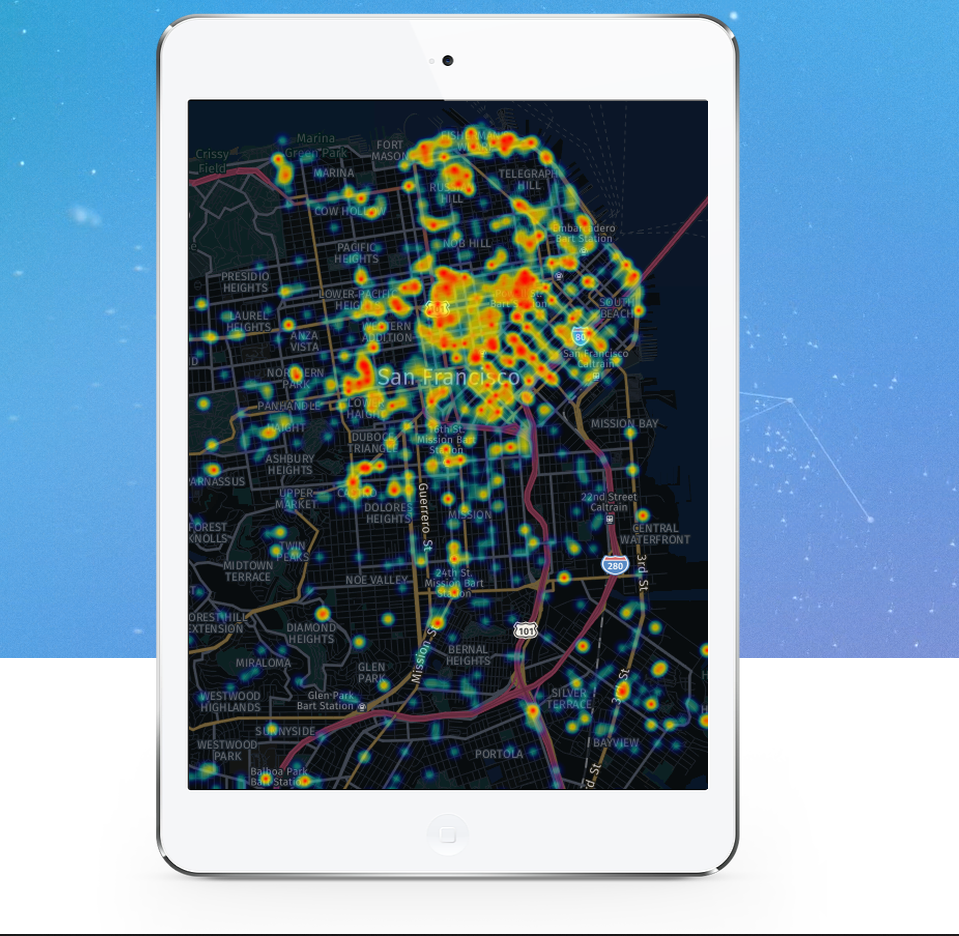 Marina
Green Park
Crissy
Field
FORT
MASON
MARINA
TELEGRAPH
HILL
RUSSIAN
HILL
COW HOLLOW
Embarcadero
Bart Station
PACIFIC
HEIGHTS
NOB HILL
PRESIDIO
HEIGHTS
LOWER PACIFIC
HEIGHTS
SOUTH
BEACH
LAUREL
HEIGHTS
WESTERN
ADDITION
ANZA
VISTA
80
San Francisco
Caltrain
NORTHERN
PARK
San Francisco
PANHANDLE
LOWER
HAIGHT
HAIGHT
MISSION BAY
DUBOCE
TRIANGLE
16th St.
Mission Bart
Station
ASHBURY
HEIGHTS
PARNASSUS
UPPER
MARKET
CASTRO
22nd Street
Caltrain
DOLORES
HEIGHTS
Guerrero St
MISSION
FOREST
KNOLLS
CENTRAL
WATERFRONT
TWIN
PEAKS
MIDTOWN
TERRACE
280
3rd St
NOE VALLEY
24th St.
Mission Bart
Station
FOREST HILL
EXTENSION
DIAMOND
HEIGHTS
101
Mission St
BERNAL
HEIGHTS
MIRALOMA
GLEN
PARK
WESTWOOD
HIGHLANDS
Glen Park
Bart Station
SILVER
TERRACE
3rd St
SUNNYSIDE
WESTWOOD
PARK
PORTOLA
BAYVIEW
Balboa Park
Bart Station
rd St